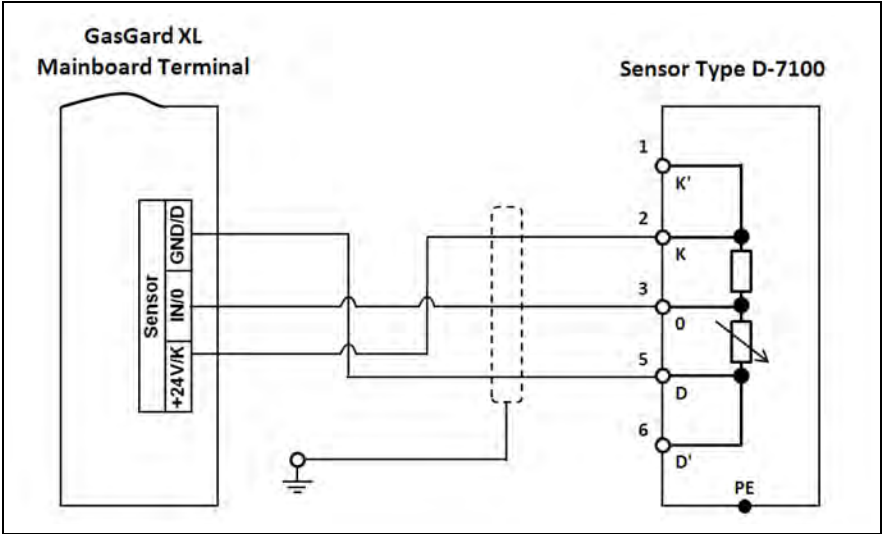 GasGard XL
Mainboard Terminal
Sensor Type D-7100
Sensor
GND/D
IN/0
+24V/K
1
K'
2
K
3
0
5
D
6
D'
PE